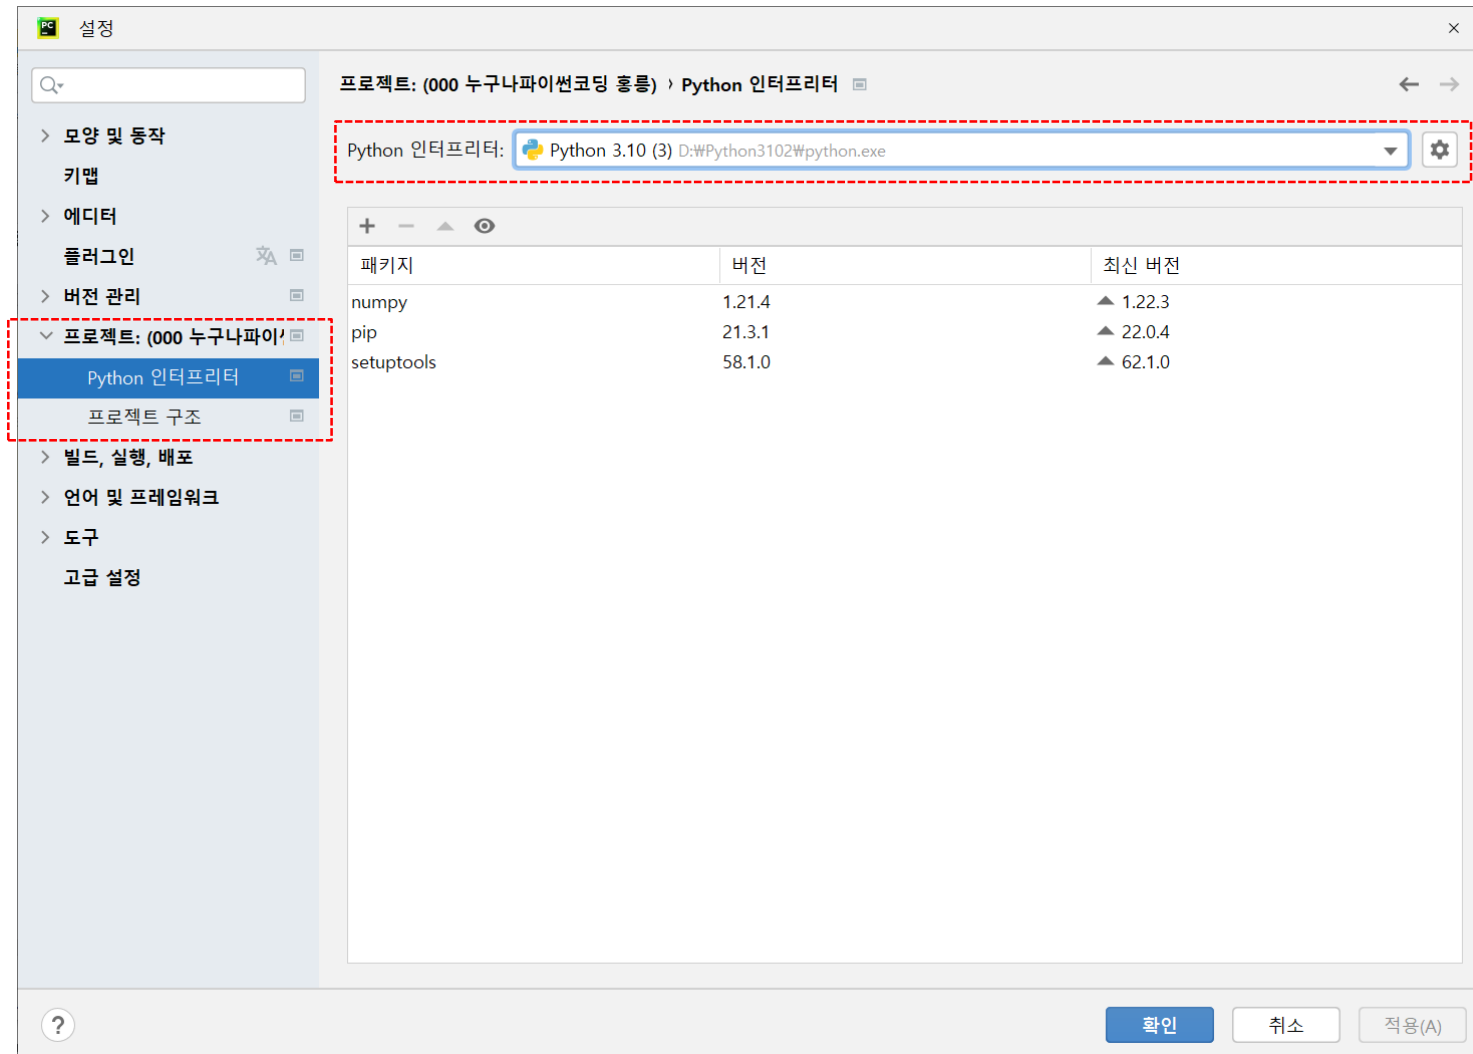 PC
설정
프로젝트: (000 누구나파이썬코딩 홍릉) › Python 인터프리터
모양 및 동작
키맵
에디터
플러그인
버전 관리
프로젝트: (000 누구나파이
Python 인터프리터
프로젝트 구조
빌드, 실행, 배포
언어 및 프레임워크
도구
고급 설정
Python 인터프리터: Python 3.10 (3) D:₩Python3102₩python.exe
패키지 버전 최신 버전
numpy 1.21.4 1.22.3
pip 21.3.1 22.0.4
setuptools 58.1.0 62.1.0
? 확인 취소 적용(A)